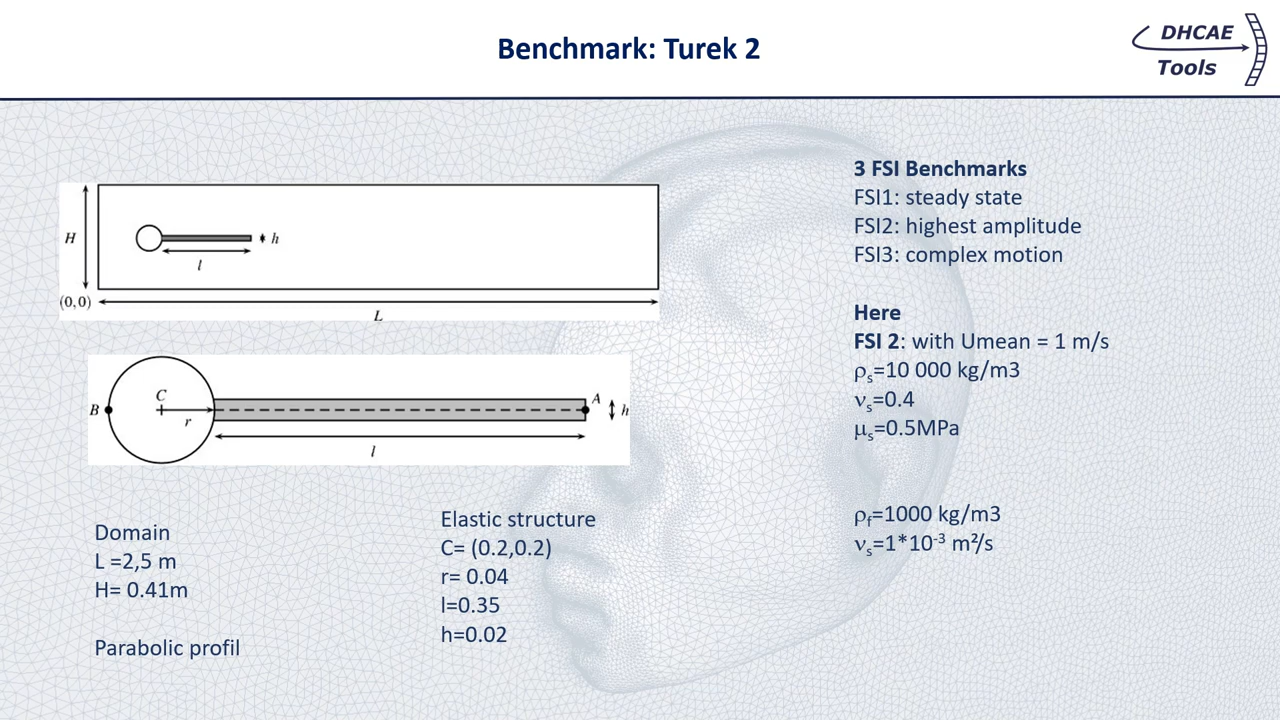 Benchmark: Turek 2
DHCAE
Tools
H
h
l
(0,0)
L
B
C
r
A
h
l
Domain
L =2,5 m
H= 0.41m
Parabolic profil
Elastic structure
C= (0.2,0.2)
r= 0.04
l=0.35
h=0.02
3 FSI Benchmarks
FSI1: steady state
FSI2: highest amplitude
FSI3: complex motion
Here
FSI 2: with Umean = 1 m/s
ρs=10 000 kg/m3
νs=0.4
μs=0.5MPa
ρf=1000 kg/m3
νs=1*10-3 m²/s